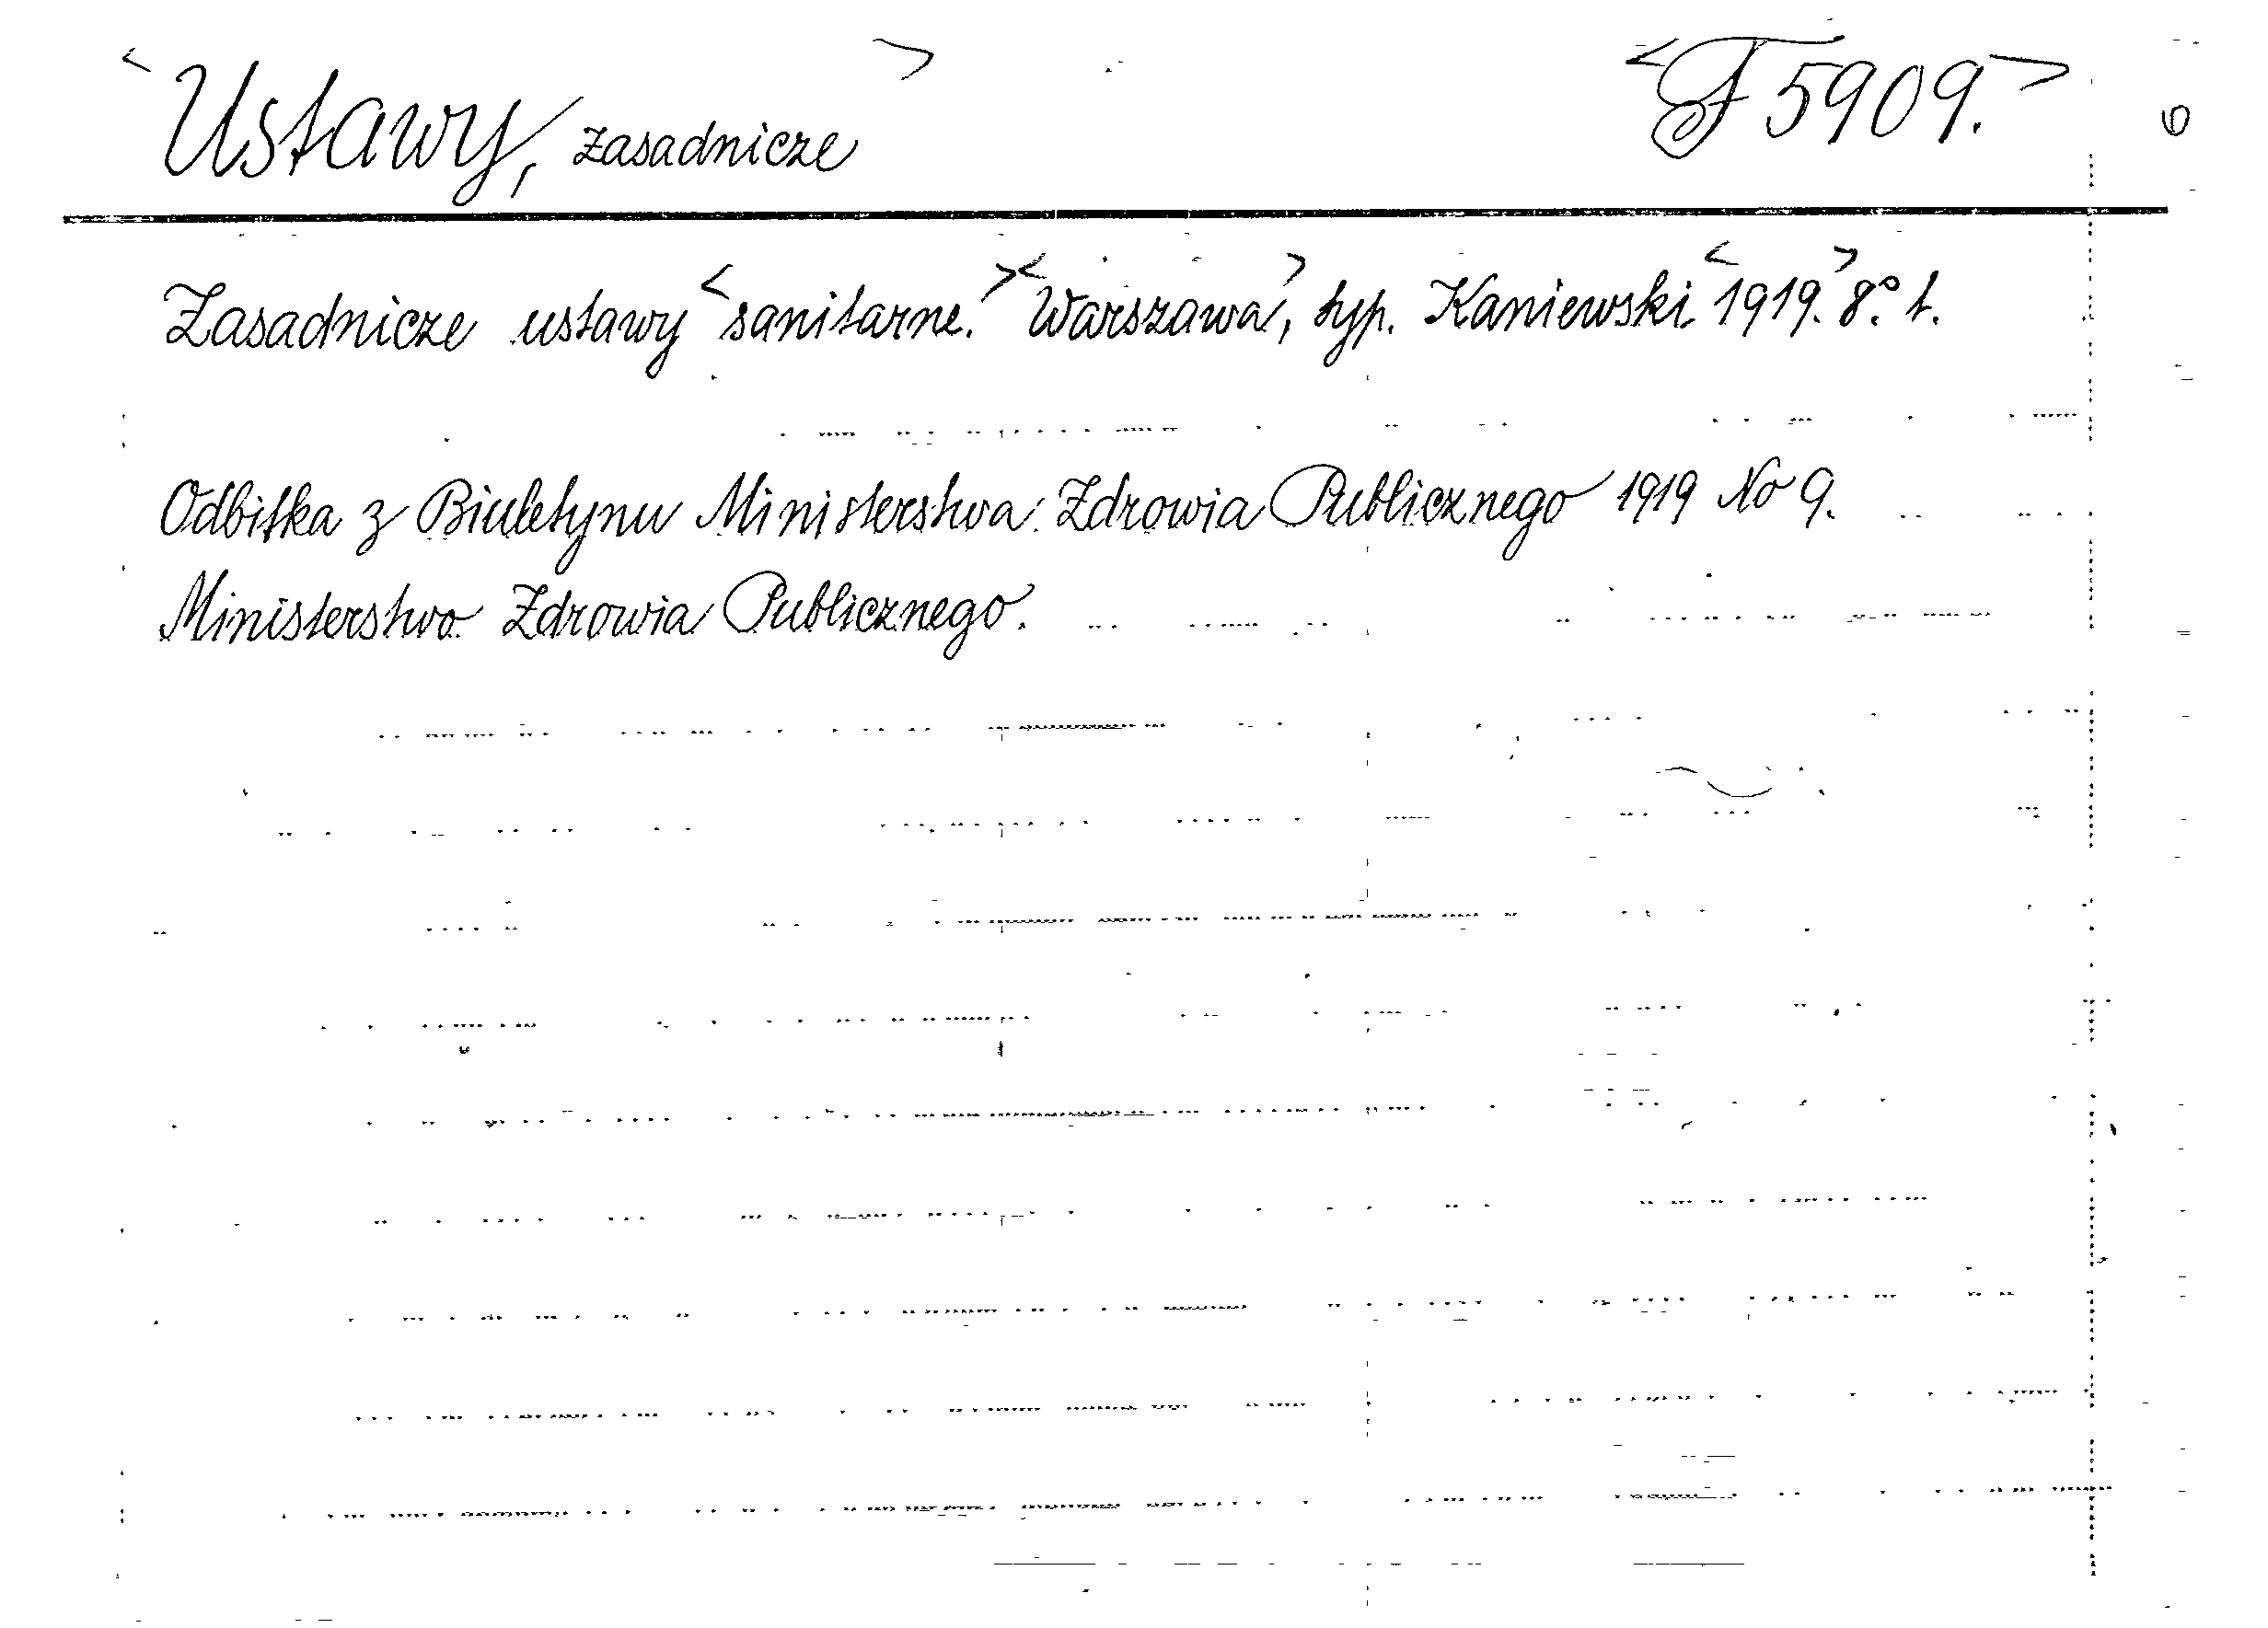 <Ustawy, zasadnicze> <F 5909.> 6
Zasadnicze ustawy <sanitarne.> <Warszawa>, typ. Kaniewski <1919.> 8.º t.
Odbitka z Biuletynu Ministerstwa Zdrowia Publicznego 1919 No 9.
Ministerstwo Zdrowia Publicznego.